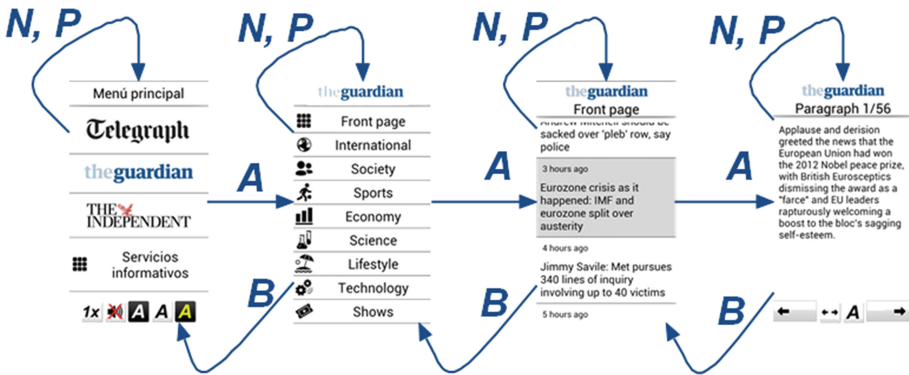 N, P
Menú principal
Telegraph
theguardian
THE
INDEPENDENT
Servicios
informativos
1x A A A
A
B
N, P
theguardian
Front page
International
Society
Sports
Economy
Science
Lifestyle
Technology
Shows
A
B
N, P
theguardian
Front page
Andrew Mitchell should be
sacked over 'pleb' row, say
police
3 hours ago
Eurozone crisis as it
happened: IMF and
eurozone split over
austerity
4 hours ago
Jimmy Savile: Met pursues
340 lines of inquiry
involving up to 40 victims
5 hours ago
A
B
N, P
theguardian
Paragraph 1/56
Applause and derision
greeted the news that the
European Union had won
the 2012 Nobel peace prize,
with British Eurosceptics
dismissing the award as a
"farce" and EU leaders
rapturously welcoming a
boost to the bloc's sagging
self-esteem.
A